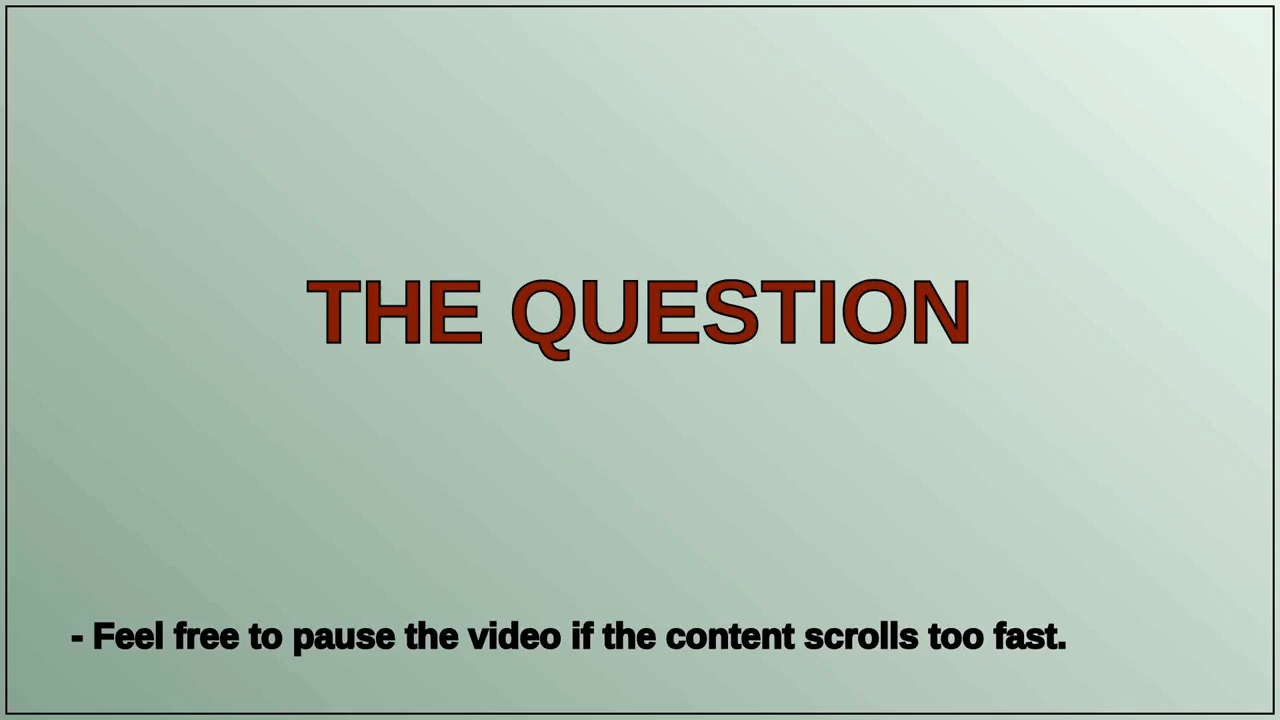 THE QUESTION
- Feel free to pause the video if the content scrolls too fast.